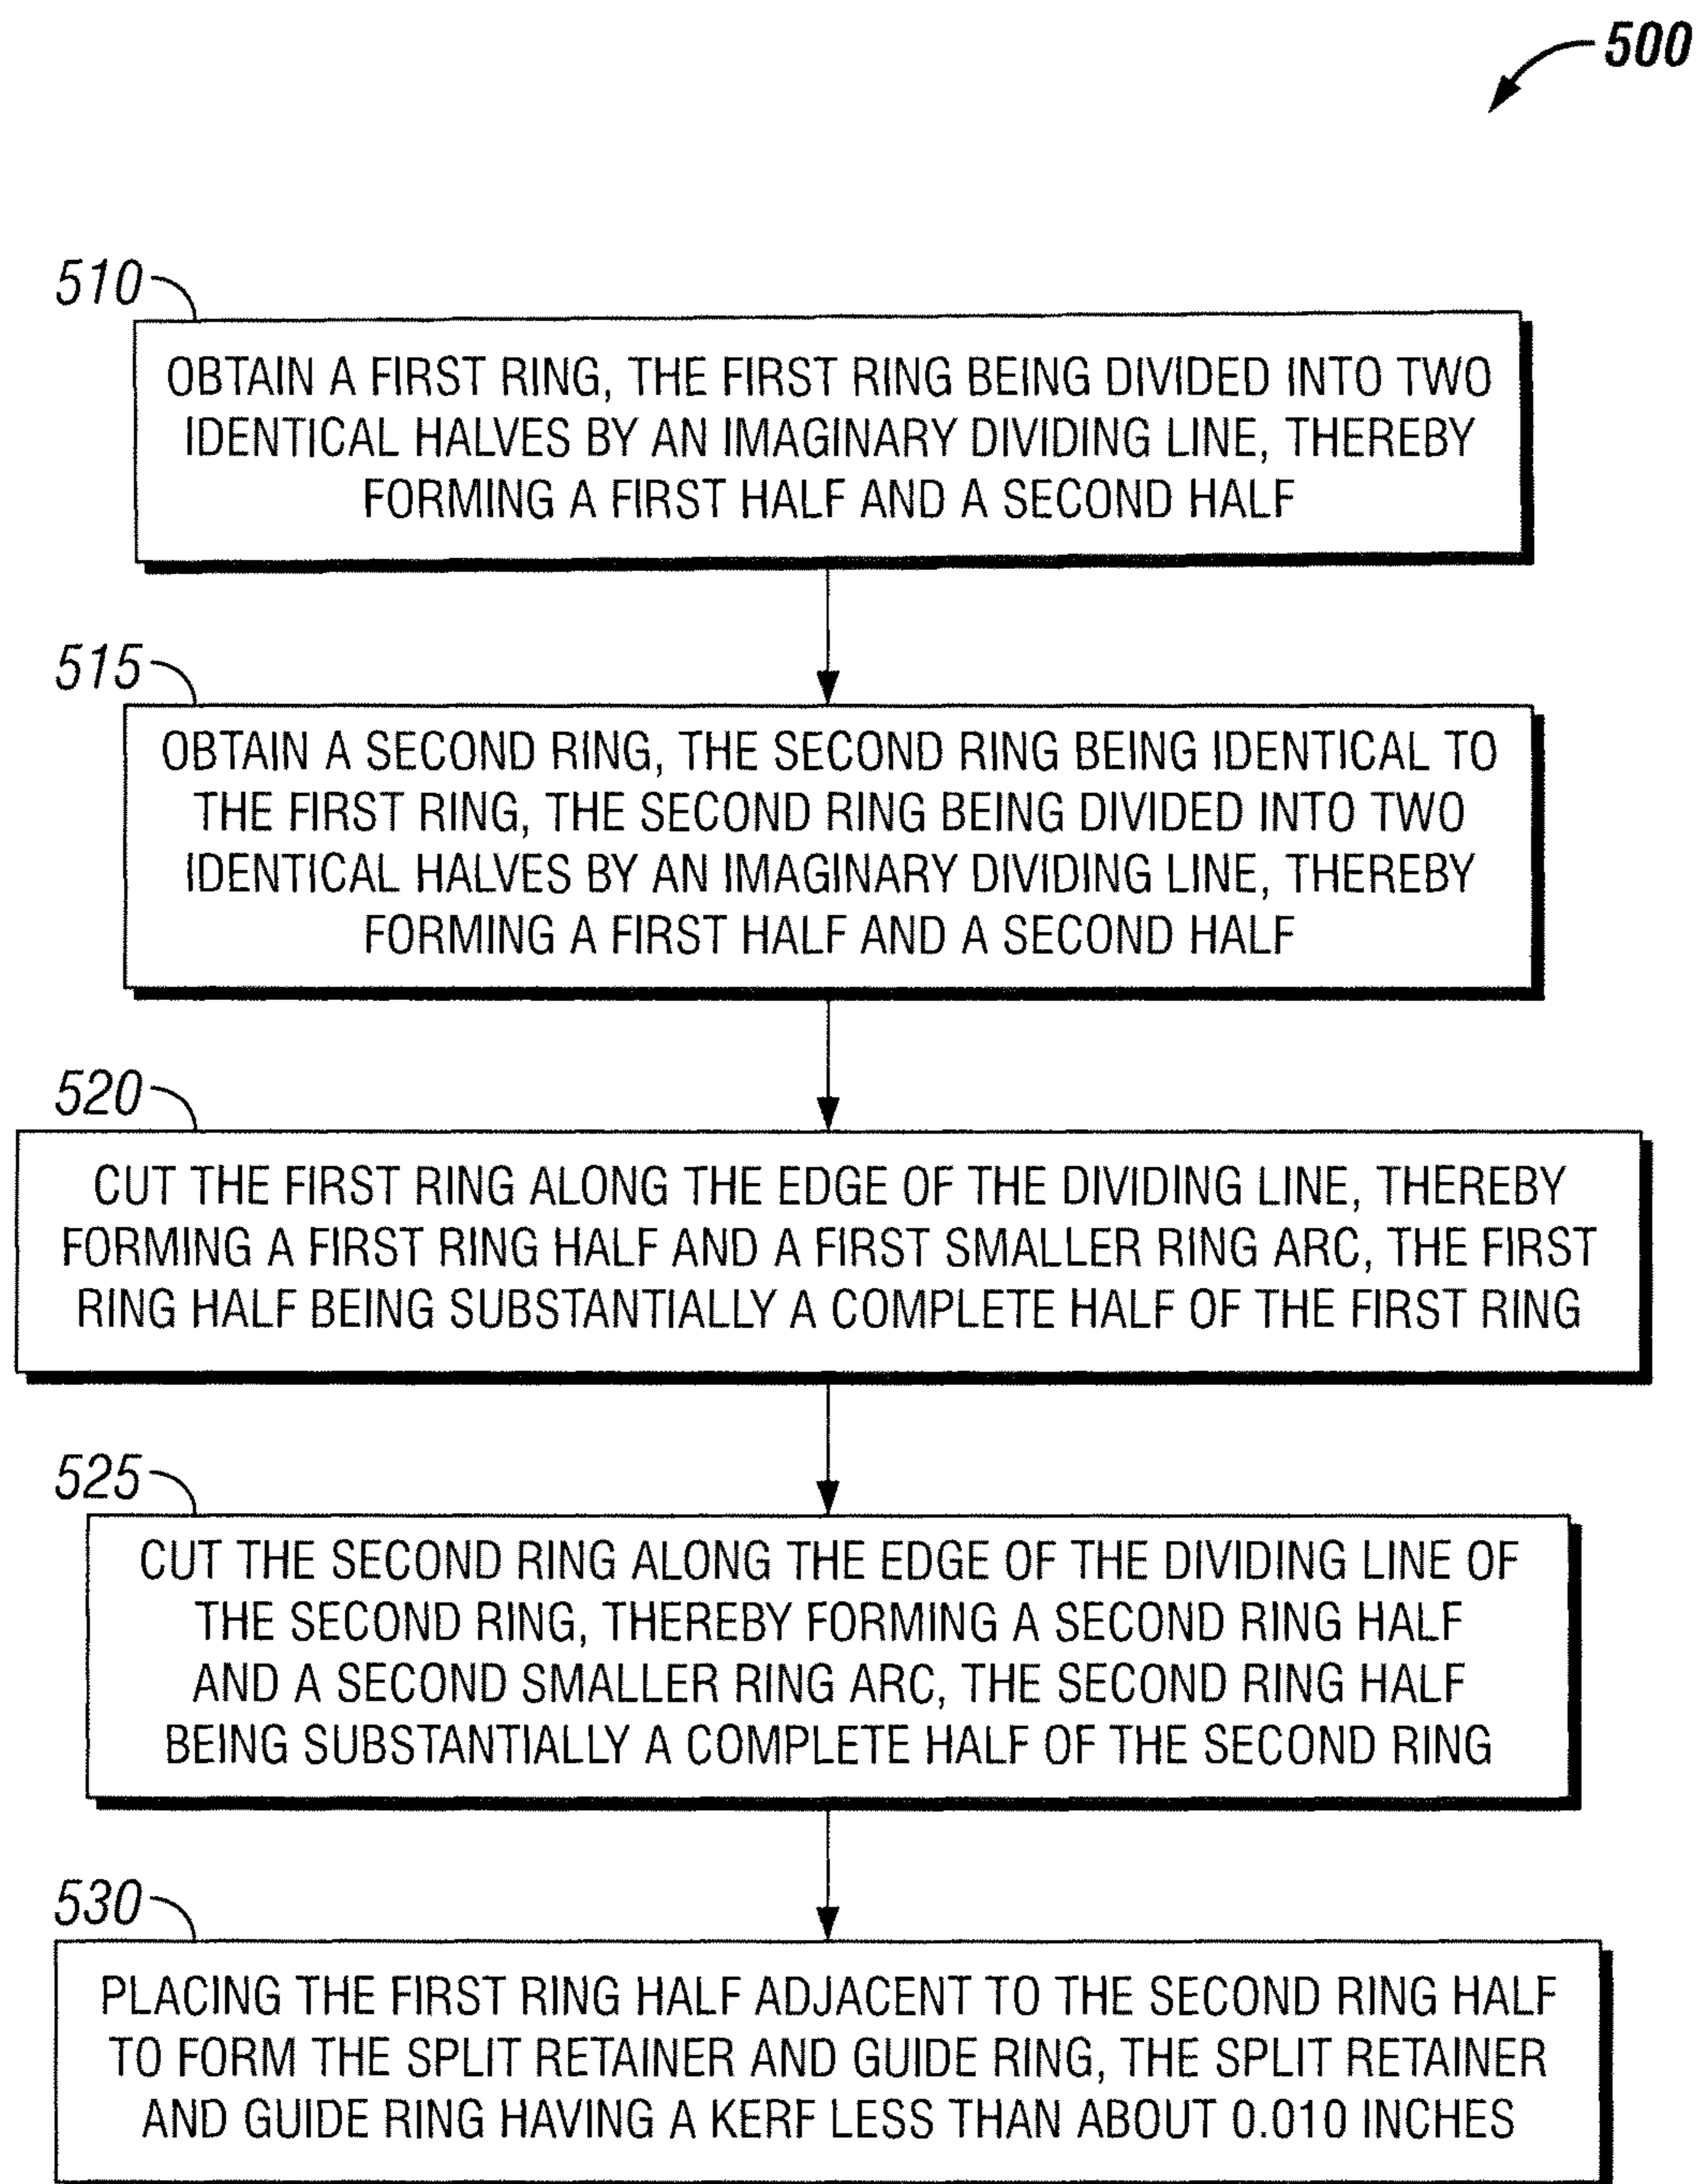 500
510
OBTAIN A FIRST RING, THE FIRST RING BEING DIVIDED INTO TWO
IDENTICAL HALVES BY AN IMAGINARY DIVIDING LINE, THEREBY
FORMING A FIRST HALF AND A SECOND HALF
515
OBTAIN A SECOND RING, THE SECOND RING BEING IDENTICAL TO
THE FIRST RING, THE SECOND RING BEING DIVIDED INTO TWO
IDENTICAL HALVES BY AN IMAGINARY DIVIDING LINE, THEREBY
FORMING A FIRST HALF AND A SECOND HALF
520
CUT THE FIRST RING ALONG THE EDGE OF THE DIVIDING LINE, THEREBY
FORMING A FIRST RING HALF AND A FIRST SMALLER RING ARC, THE FIRST
RING HALF BEING SUBSTANTIALLY A COMPLETE HALF OF THE FIRST RING
525
CUT THE SECOND RING ALONG THE EDGE OF THE DIVIDING LINE OF
THE SECOND RING, THEREBY FORMING A SECOND RING HALF
AND A SECOND SMALLER RING ARC, THE SECOND RING HALF
BEING SUBSTANTIALLY A COMPLETE HALF OF THE SECOND RING
530
PLACING THE FIRST RING HALF ADJACENT TO THE SECOND RING HALF
TO FORM THE SPLIT RETAINER AND GUIDE RING, THE SPLIT RETAINER
AND GUIDE RING HAVING A KERF LESS THAN ABOUT 0.010 INCHES